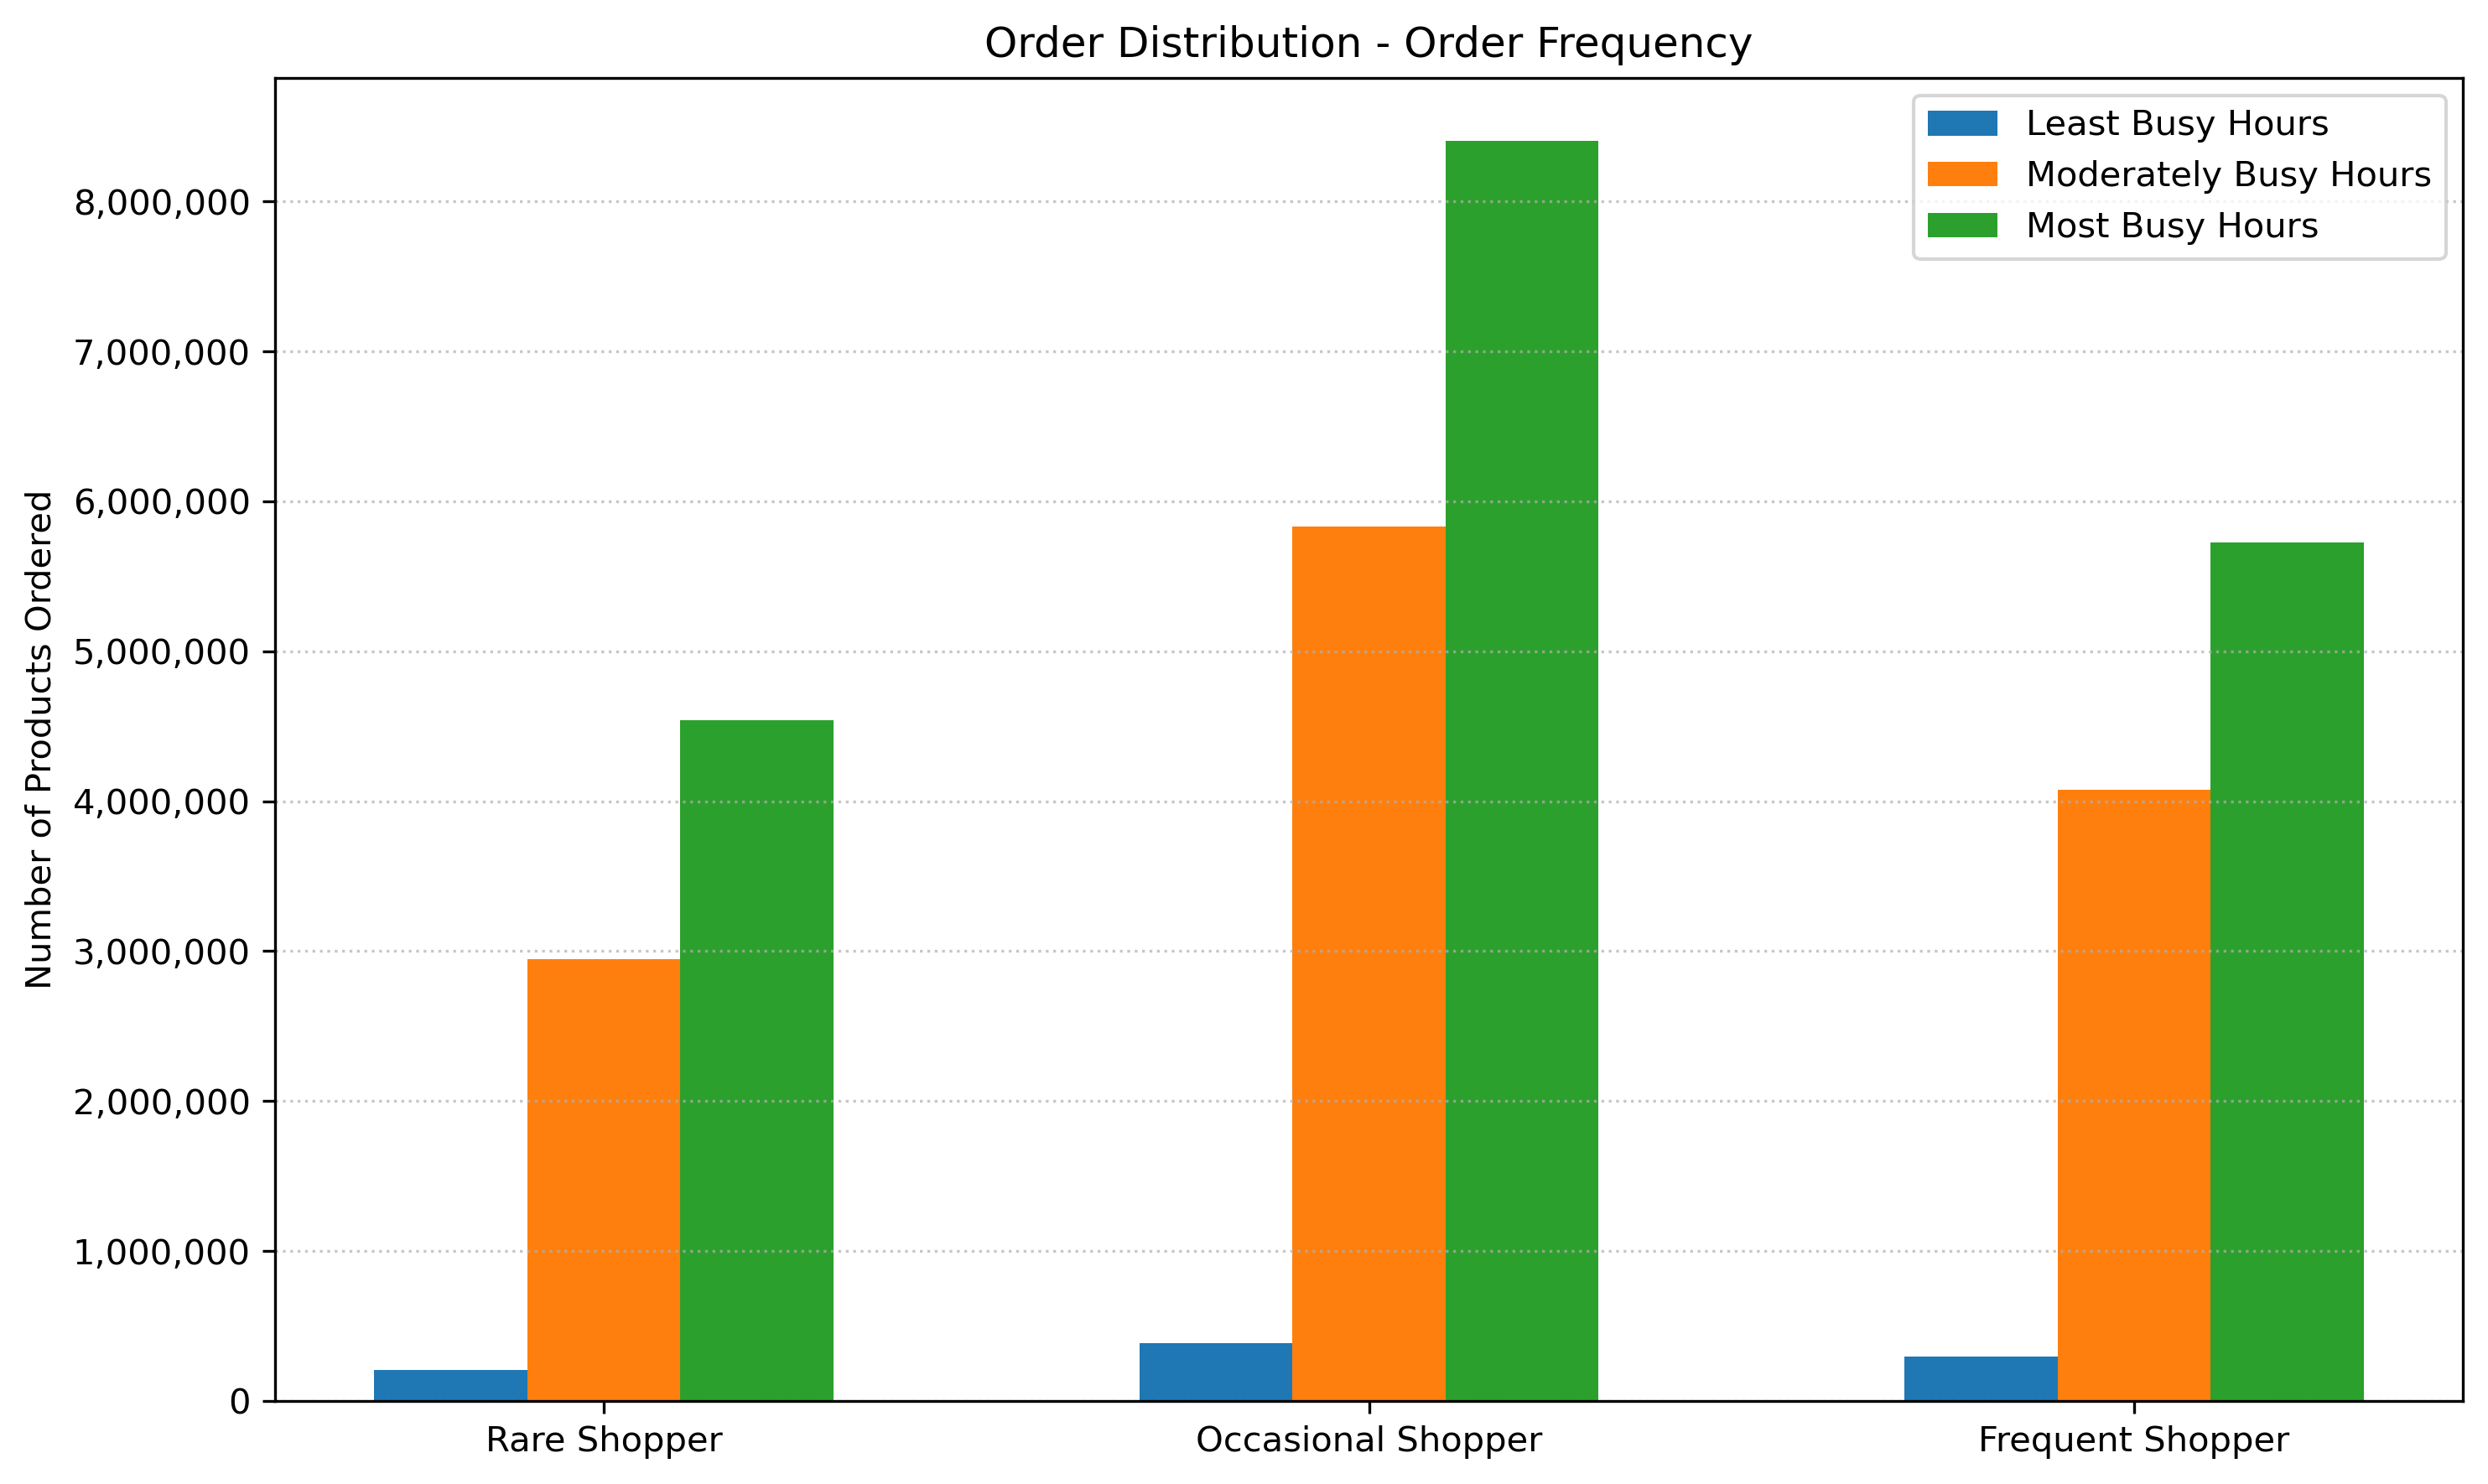 Order Distribution - Order Frequency
Least Busy Hours
Moderately Busy Hours
Most Busy Hours
Number of Products Ordered
8,000,000
7,000,000
6,000,000
5,000,000
4,000,000
3,000,000
2,000,000
1,000,000
0
Rare Shopper
Occasional Shopper
Frequent Shopper